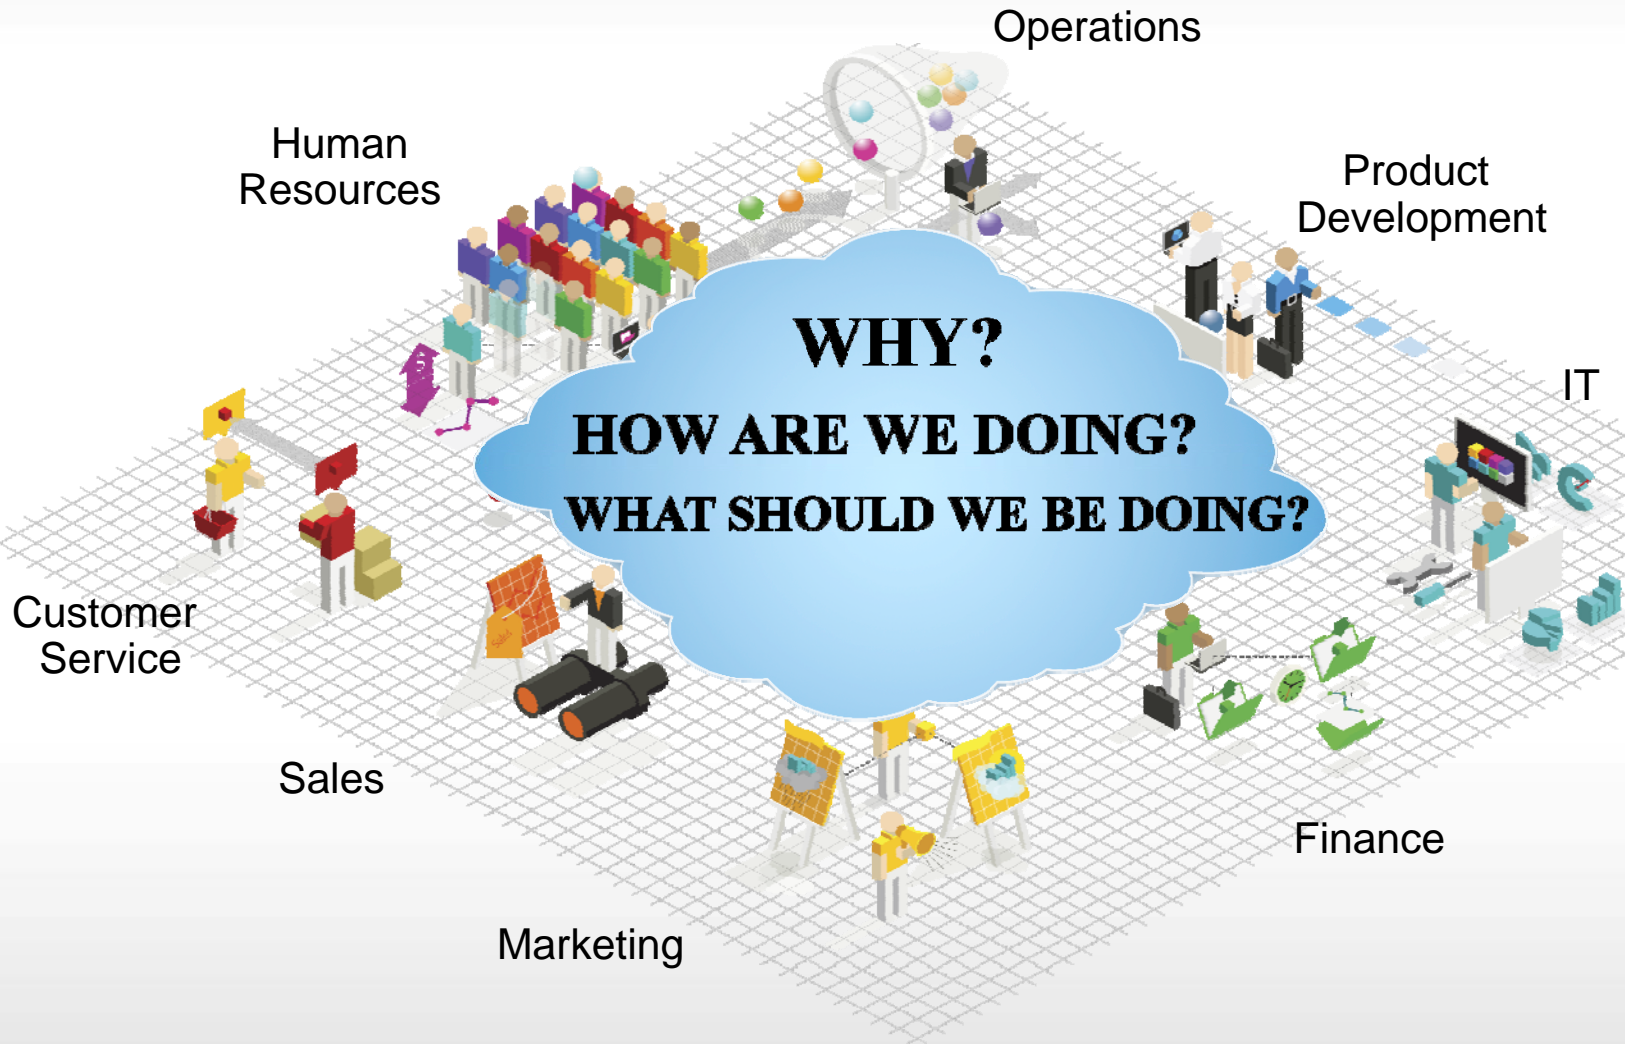 Operations
Human
Resources
Product
Development
WHY?
IT
HOW ARE WE DOING?
WHAT SHOULD WE BE DOING?
Customer
Service
Sales
Sales
Finance
Marketing